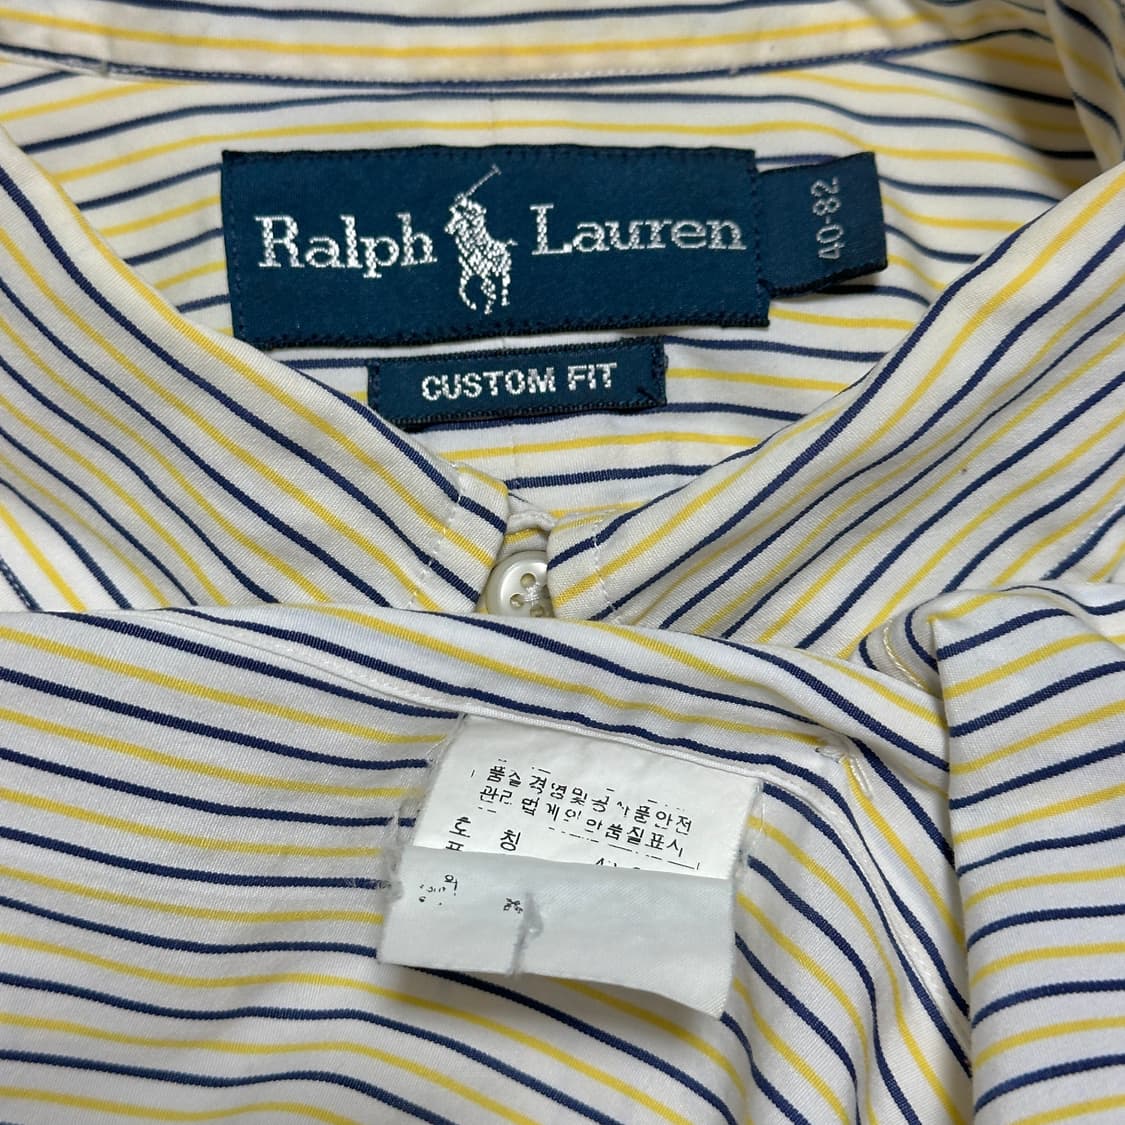 Ralph Lauren
40-82
CUSTOM FIT
품질경영및공산품안전
관리법에의한품질표시
호 칭